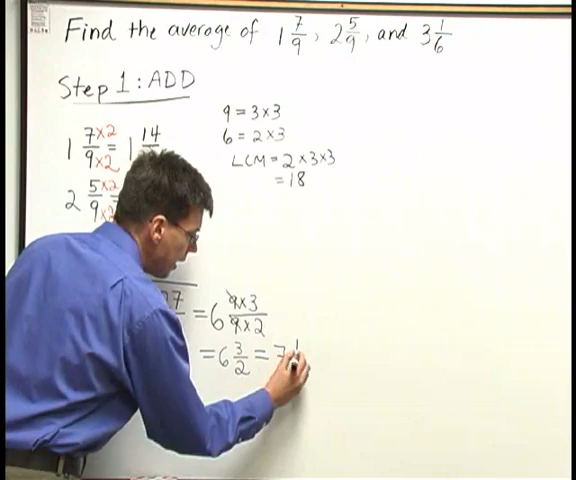 Find the average of 1 7/9, 2 5/9, and 3 1/6
Step 1: ADD
9 = 3×3
6 = 2×3
LCM = 2×3×3
= 18
1 7×2/9×2 = 1 14/
2 5×2/9×2
27 = 6 9×3/9×2
= 6 3/2 = 7 1